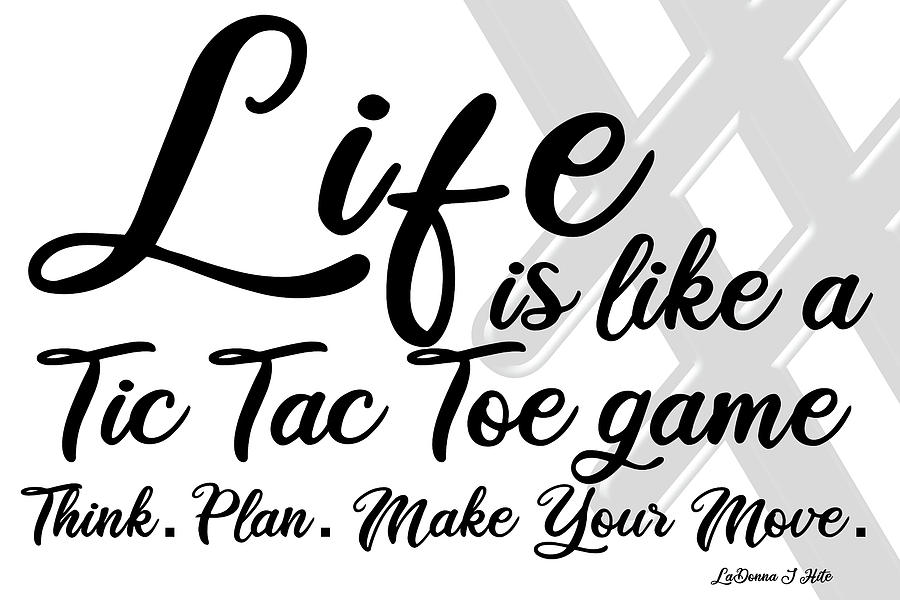 Life
is like a
Tic Tac Toe game
Think. Plan. Make Your Move.
LaDonna J Hite